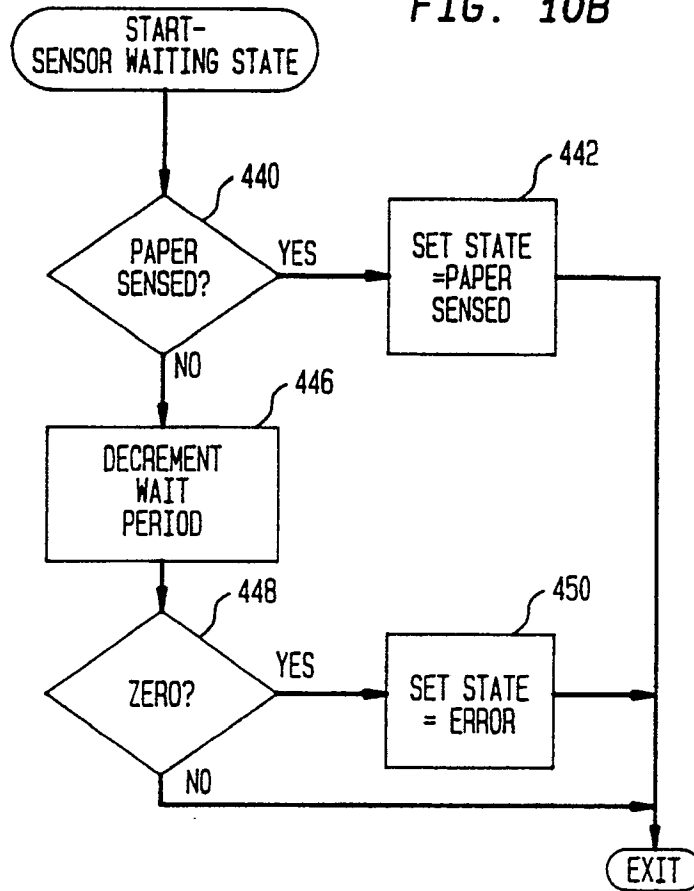 FIG. 10B
START-
SENSOR WAITING STATE
440
PAPER
SENSED?
YES
442
SET STATE
=PAPER
SENSED
NO
446
DECREMENT
WAIT
PERIOD
448
ZERO?
YES
450
SET STATE
= ERROR
NO
EXIT